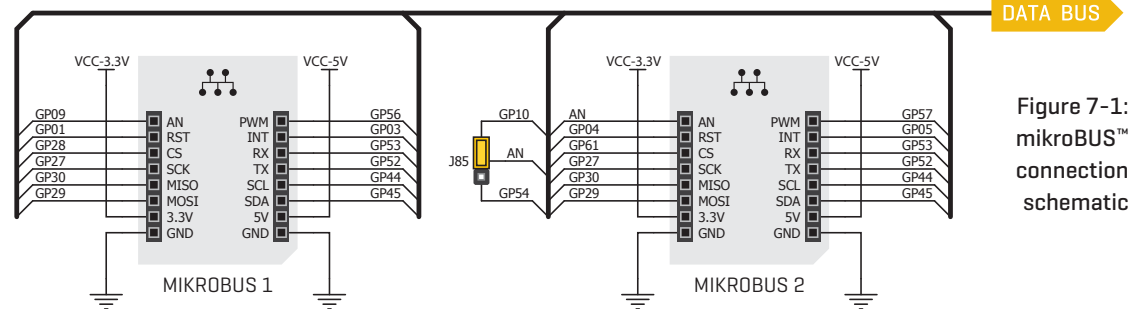 DATA BUS
VCC-3.3V
VCC-5V
GP09 AN PWM GP56
GP01 RST INT GP03
GP28 CS RX GP53
GP27 SCK TX GP52
GP30 MISO SCL GP44
GP29 MOSI SDA GP45
3.3V 5V
GND GND
MIKROBUS 1
J85
GP10
AN
GP54
VCC-3.3V
VCC-5V
AN AN PWM GP57
GP04 RST INT GP05
GP61 CS RX GP53
GP27 SCK TX GP52
GP30 MISO SCL GP44
GP29 MOSI SDA GP45
3.3V 5V
GND GND
MIKROBUS 2
Figure 7-1:
mikroBUS™
connection
schematic